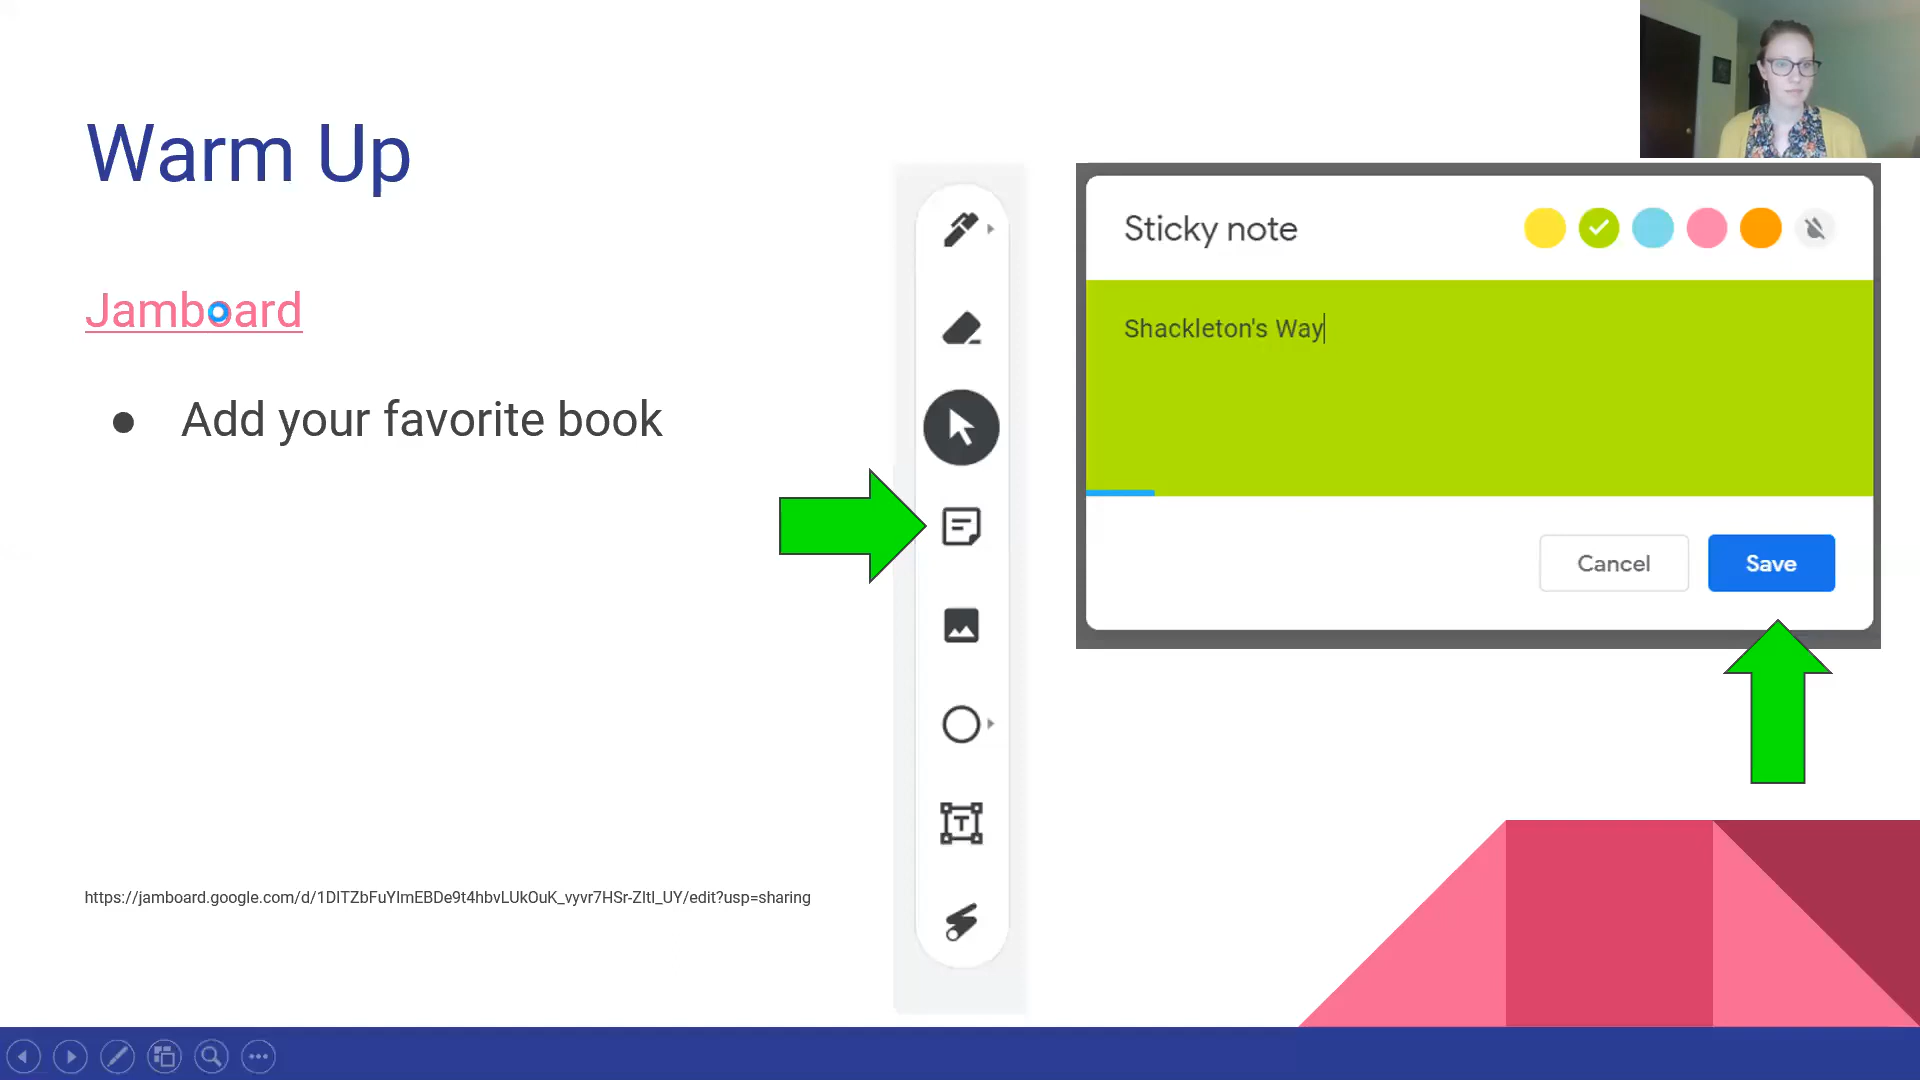 Warm Up
Jamboard
● Add your favorite book
https://jamboard.google.com/d/1DITZbFuYImEBDe9t4hbvLUkOuK_vyvr7HSr-ZItl_UY/edit?usp=sharing
T
Sticky note
Shackleton's Way
Cancel
Save